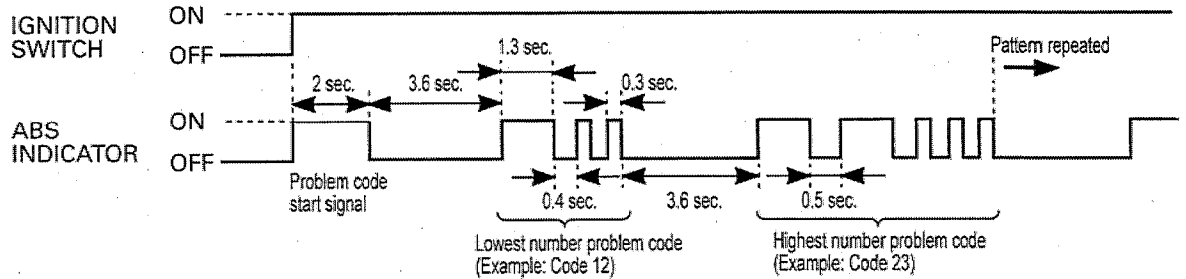 IGNITION
SWITCH
ON
OFF
1.3 sec.
Pattern repeated
2 sec.
3.6 sec.
0.3 sec.
ABS
INDICATOR
ON
OFF
Problem code
start signal
0.4 sec.
3.6 sec.
0.5 sec.
Lowest number problem code
(Example: Code 12)
Highest number problem code
(Example: Code 23)